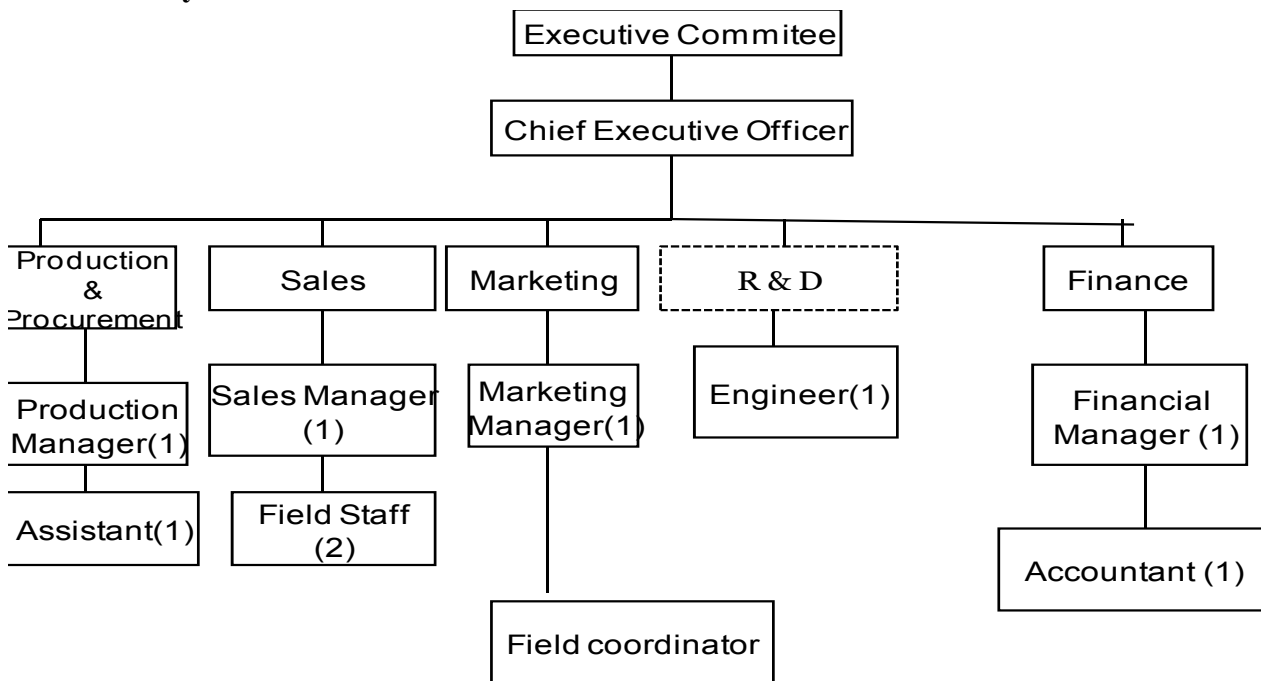 Executive Commitee
Chief Executive Officer
Production
&
Procurement
Sales
Marketing
R & D
Finance
Production
Manager(1)
Sales Manager
(1)
Marketing
Manager(1)
Engineer(1)
Financial
Manager (1)
Assistant(1)
Field Staff
(2)
Accountant (1)
Field coordinator